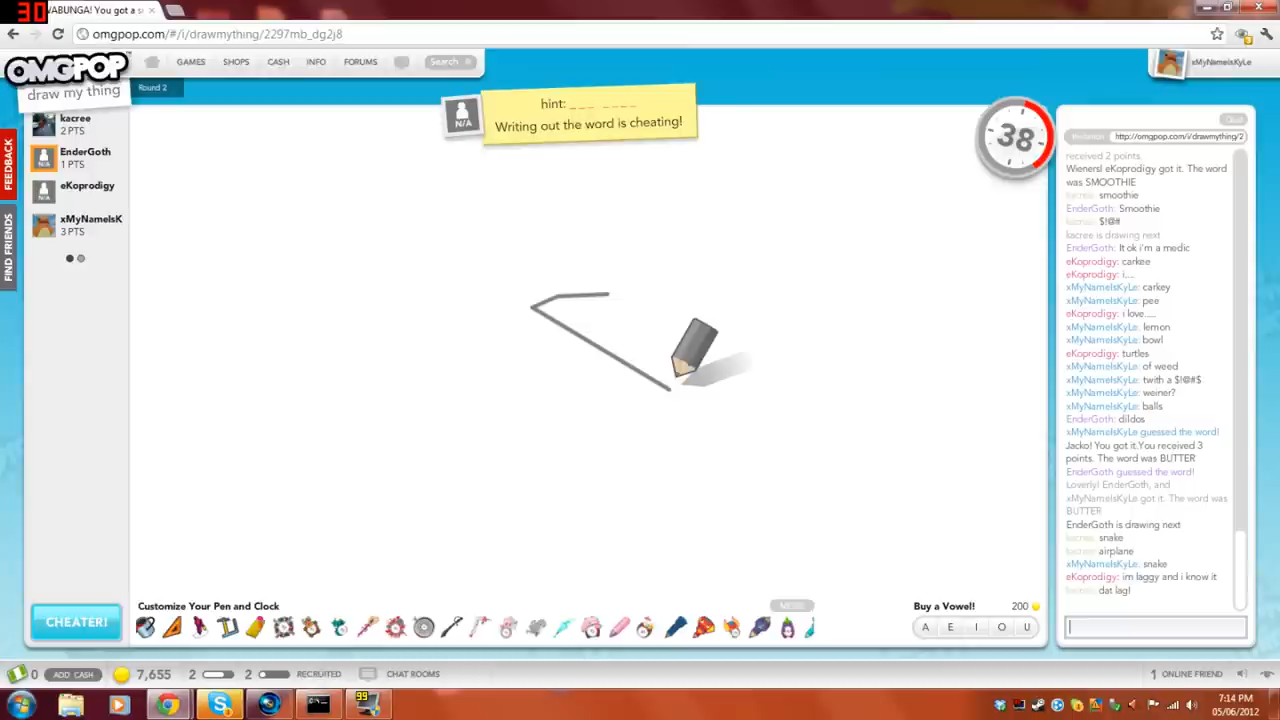 30
WABUNGA! You got a s
omgpop.com/#/i/drawmything/2297mb_dg2j8
OMGPOP
GAMES SHOPS CASH INFO FORUMS Search
xMyNameIsKyLe
draw my thing
Round 2
hint: _ _ _ _ _ _ _
Writing out the word is cheating!
38
FEEDBACK
FIND FRIENDS
kacree
2 PTS
EnderGoth
1 PTS
eKoprodigy
xMyNameIsK
3 PTS
N/A
N/A
N/A
http://omgpop.com/i/drawmything/2
received 2 points.
Wieners! eKoprodigy got it. The word
was SMOOTHIE
kacree: smoothie
EnderGoth: Smoothie
kacree: $!@#
kacree is drawing next
EnderGoth: It ok i'm a medic
eKoprodigy: carkee
eKoprodigy: i....
xMyNameIsKyLe: carkey
xMyNameIsKyLe: pee
eKoprodigy: i love.....
xMyNameIsKyLe: lemon
xMyNameIsKyLe: bowl
eKoprodigy: turtles
xMyNameIsKyLe: of weed
xMyNameIsKyLe: twith a $!@#$
xMyNameIsKyLe: weiner?
xMyNameIsKyLe: balls
EnderGoth: dildos
xMyNameIsKyLe guessed the word!
Jacko! You got it.You received 3
points. The word was BUTTER
EnderGoth guessed the word!
Loverly! EnderGoth, and
xMyNameIsKyLe got it. The word was
BUTTER
EnderGoth is drawing next
kacree: snake
kacree: airplane
xMyNameIsKyLe: snake
eKoprodigy: im laggy and i know it
kacree: dat lag!
CHEATER!
Customize Your Pen and Clock
MORE
Buy a Vowel! 200
A E I O U
0 ADD CASH 7,655 2 2 RECRUITED CHAT ROOMS
1 ONLINE FRIEND
99
7:14 PM
05/06/2012